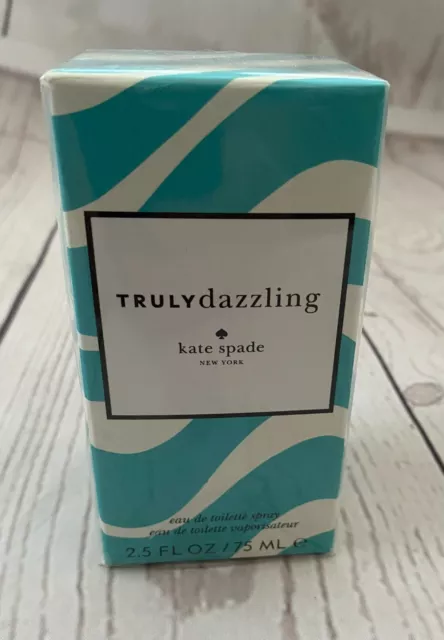 TRULYdazzling
kate spade
NEW YORK
eau de toilette spray
eau de toilette vaporisateur
2.5 FL OZ / 75 ML ℮